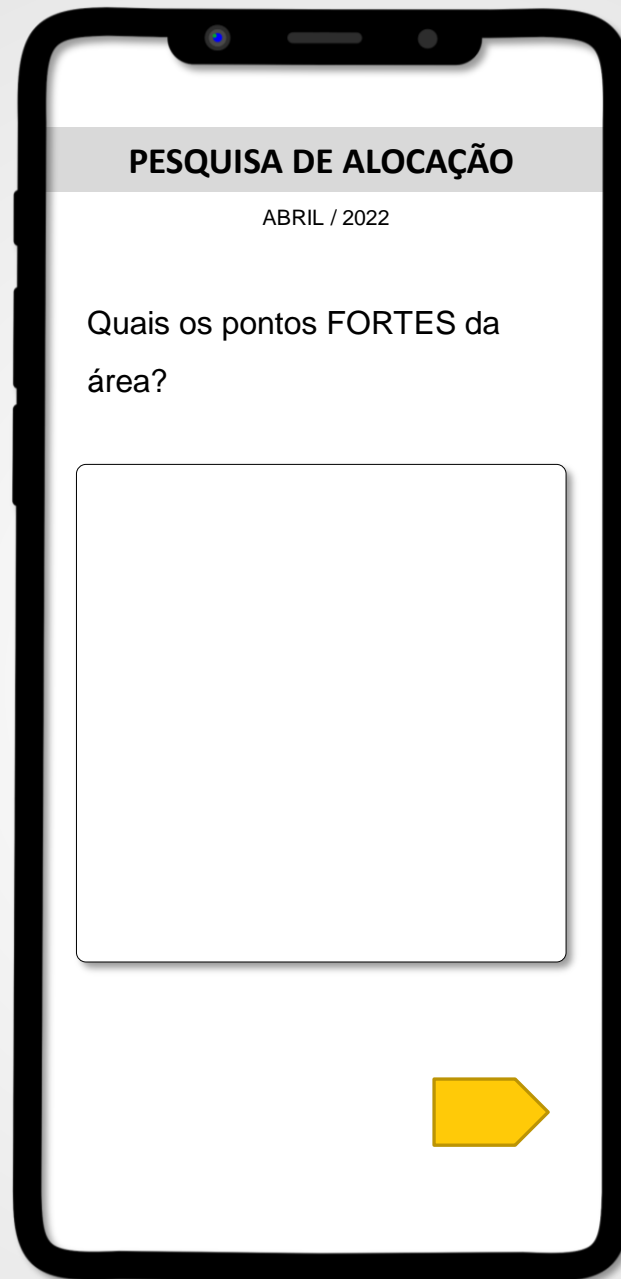 PESQUISA DE ALOCAÇÃO
ABRIL / 2022
Quais os pontos FORTES da
área?